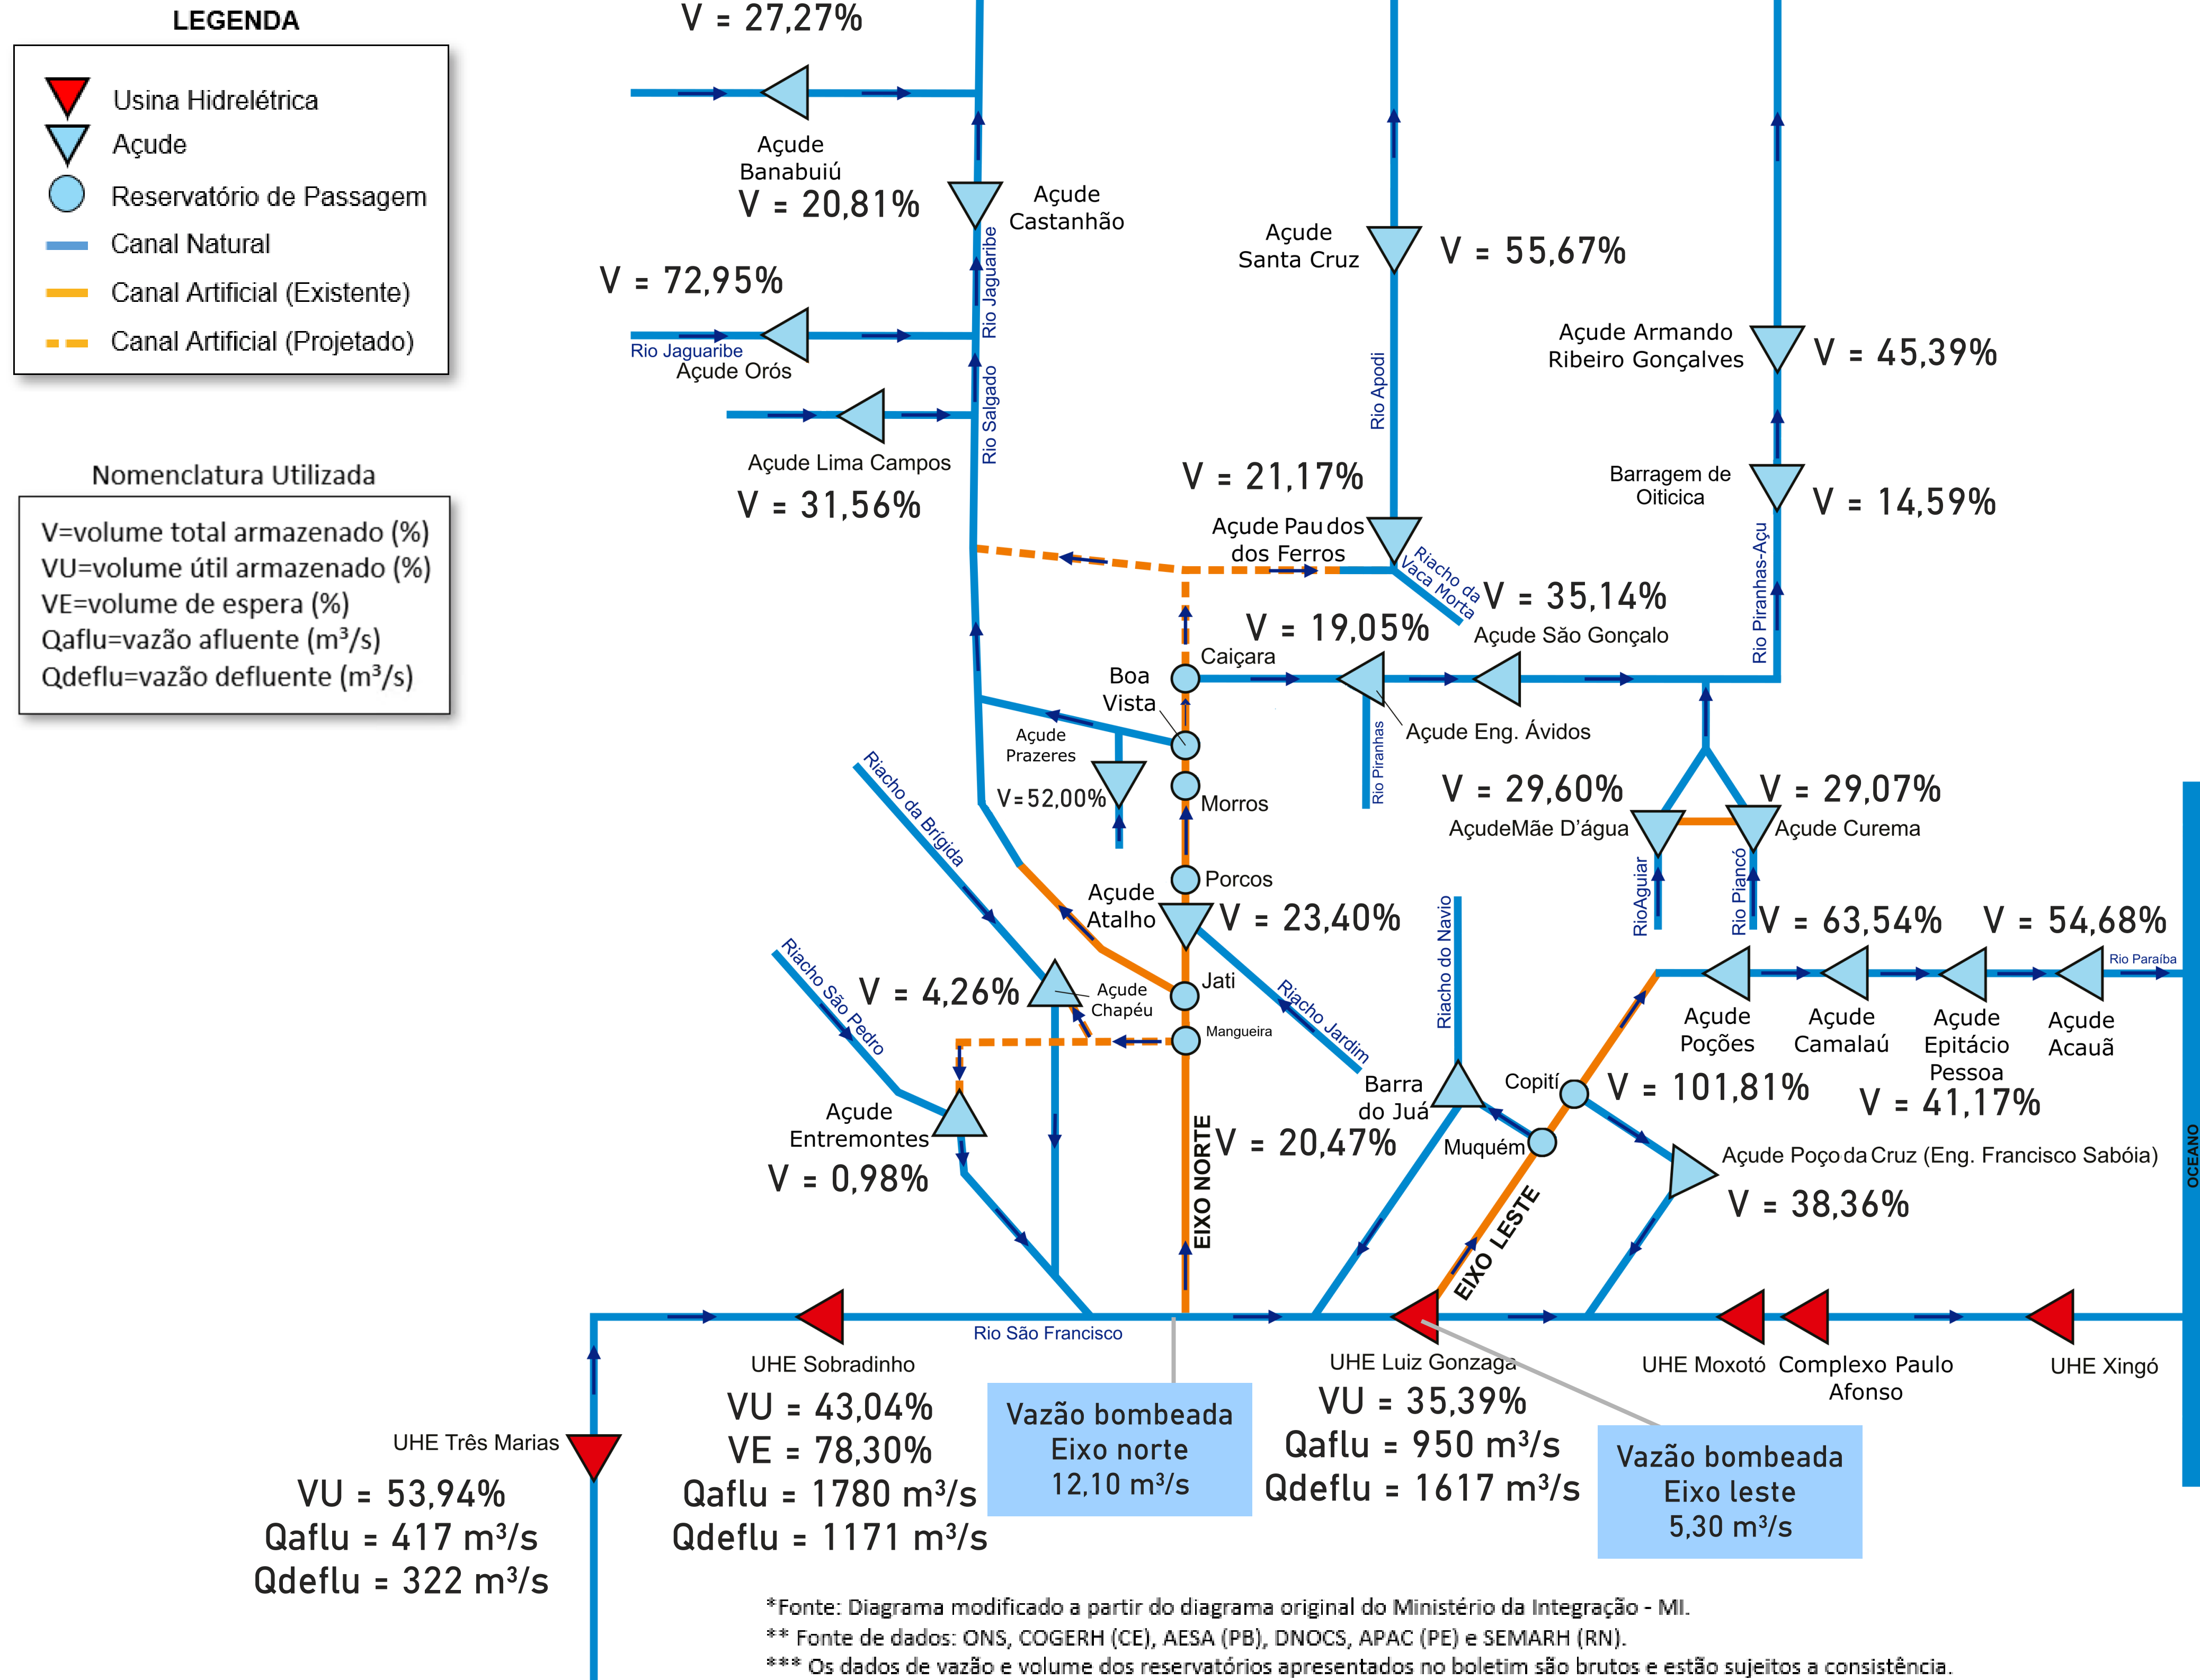 LEGENDA
Usina Hidrelétrica
Açude
Reservatório de Passagem
Canal Natural
Canal Artificial (Existente)
Canal Artificial (Projetado)
Nomenclatura Utilizada
V=volume total armazenado (%)
VU=volume útil armazenado (%)
VE=volume de espera (%)
Qaflu=vazão afluente (m³/s)
Qdeflu=vazão defluente (m³/s)
V = 27,27%
Açude
Banabuiú
V = 20,81%
Açude
Castanhão
Rio Jaguaribe
V = 72,95%
Rio Jaguaribe
Açude Orós
Rio Salgado
Açude Lima Campos
V = 31,56%
Açude
Santa Cruz
V = 55,67%
Rio Apodi
Açude Armando
Ribeiro Gonçalves
V = 45,39%
Barragem de
Oiticica
V = 14,59%
Rio Piranhas-Açu
V = 21,17%
Açude Pau dos
dos Ferros
Riacho da
Vaca Morta
V = 35,14%
Açude São Gonçalo
V = 19,05%
Caiçara
Boa
Vista
Açude Eng. Ávidos
Rio Piranhas
Açude
Prazeres
V=52,00%
Morros
Riacho da Brígida
Porcos
Açude
Atalho
V = 23,40%
V = 29,60%
AçudeMãe D'água
V = 29,07%
Açude Curema
RioAguiar
Rio Piancó
V = 63,54%
V = 54,68%
Rio Paraíba
Riacho São Pedro
V = 4,26%
Açude
Chapéu
Jati
Mangueira
Riacho Jardim
Riacho do Navio
Açude
Poções
Açude
Camalaú
Açude
Epitácio
Pessoa
Açude
Acauã
V = 101,81%
V = 41,17%
Copití
Barra
do Juá
Muquém
V = 20,47%
Açude
Entremontes
V = 0,98%
EIXO NORTE
EIXO LESTE
Açude Poço da Cruz (Eng. Francisco Sabóia)
V = 38,36%
OCEANO
Rio São Francisco
UHE Sobradinho
VU = 43,04%
VE = 78,30%
Qaflu = 1780 m³/s
Qdeflu = 1171 m³/s
UHE Três Marias
VU = 53,94%
Qaflu = 417 m³/s
Qdeflu = 322 m³/s
Vazão bombeada
Eixo norte
12,10 m³/s
UHE Luiz Gonzaga
VU = 35,39%
Qaflu = 950 m³/s
Qdeflu = 1617 m³/s
Vazão bombeada
Eixo leste
5,30 m³/s
UHE Moxotó
Complexo Paulo
Afonso
UHE Xingó
*Fonte: Diagrama modificado a partir do diagrama original do Ministério da Integração - MI.
** Fonte de dados: ONS, COGERH (CE), AESA (PB), DNOCS, APAC (PE) e SEMARH (RN).
*** Os dados de vazão e volume dos reservatórios apresentados no boletim são brutos e estão sujeitos a consistência.